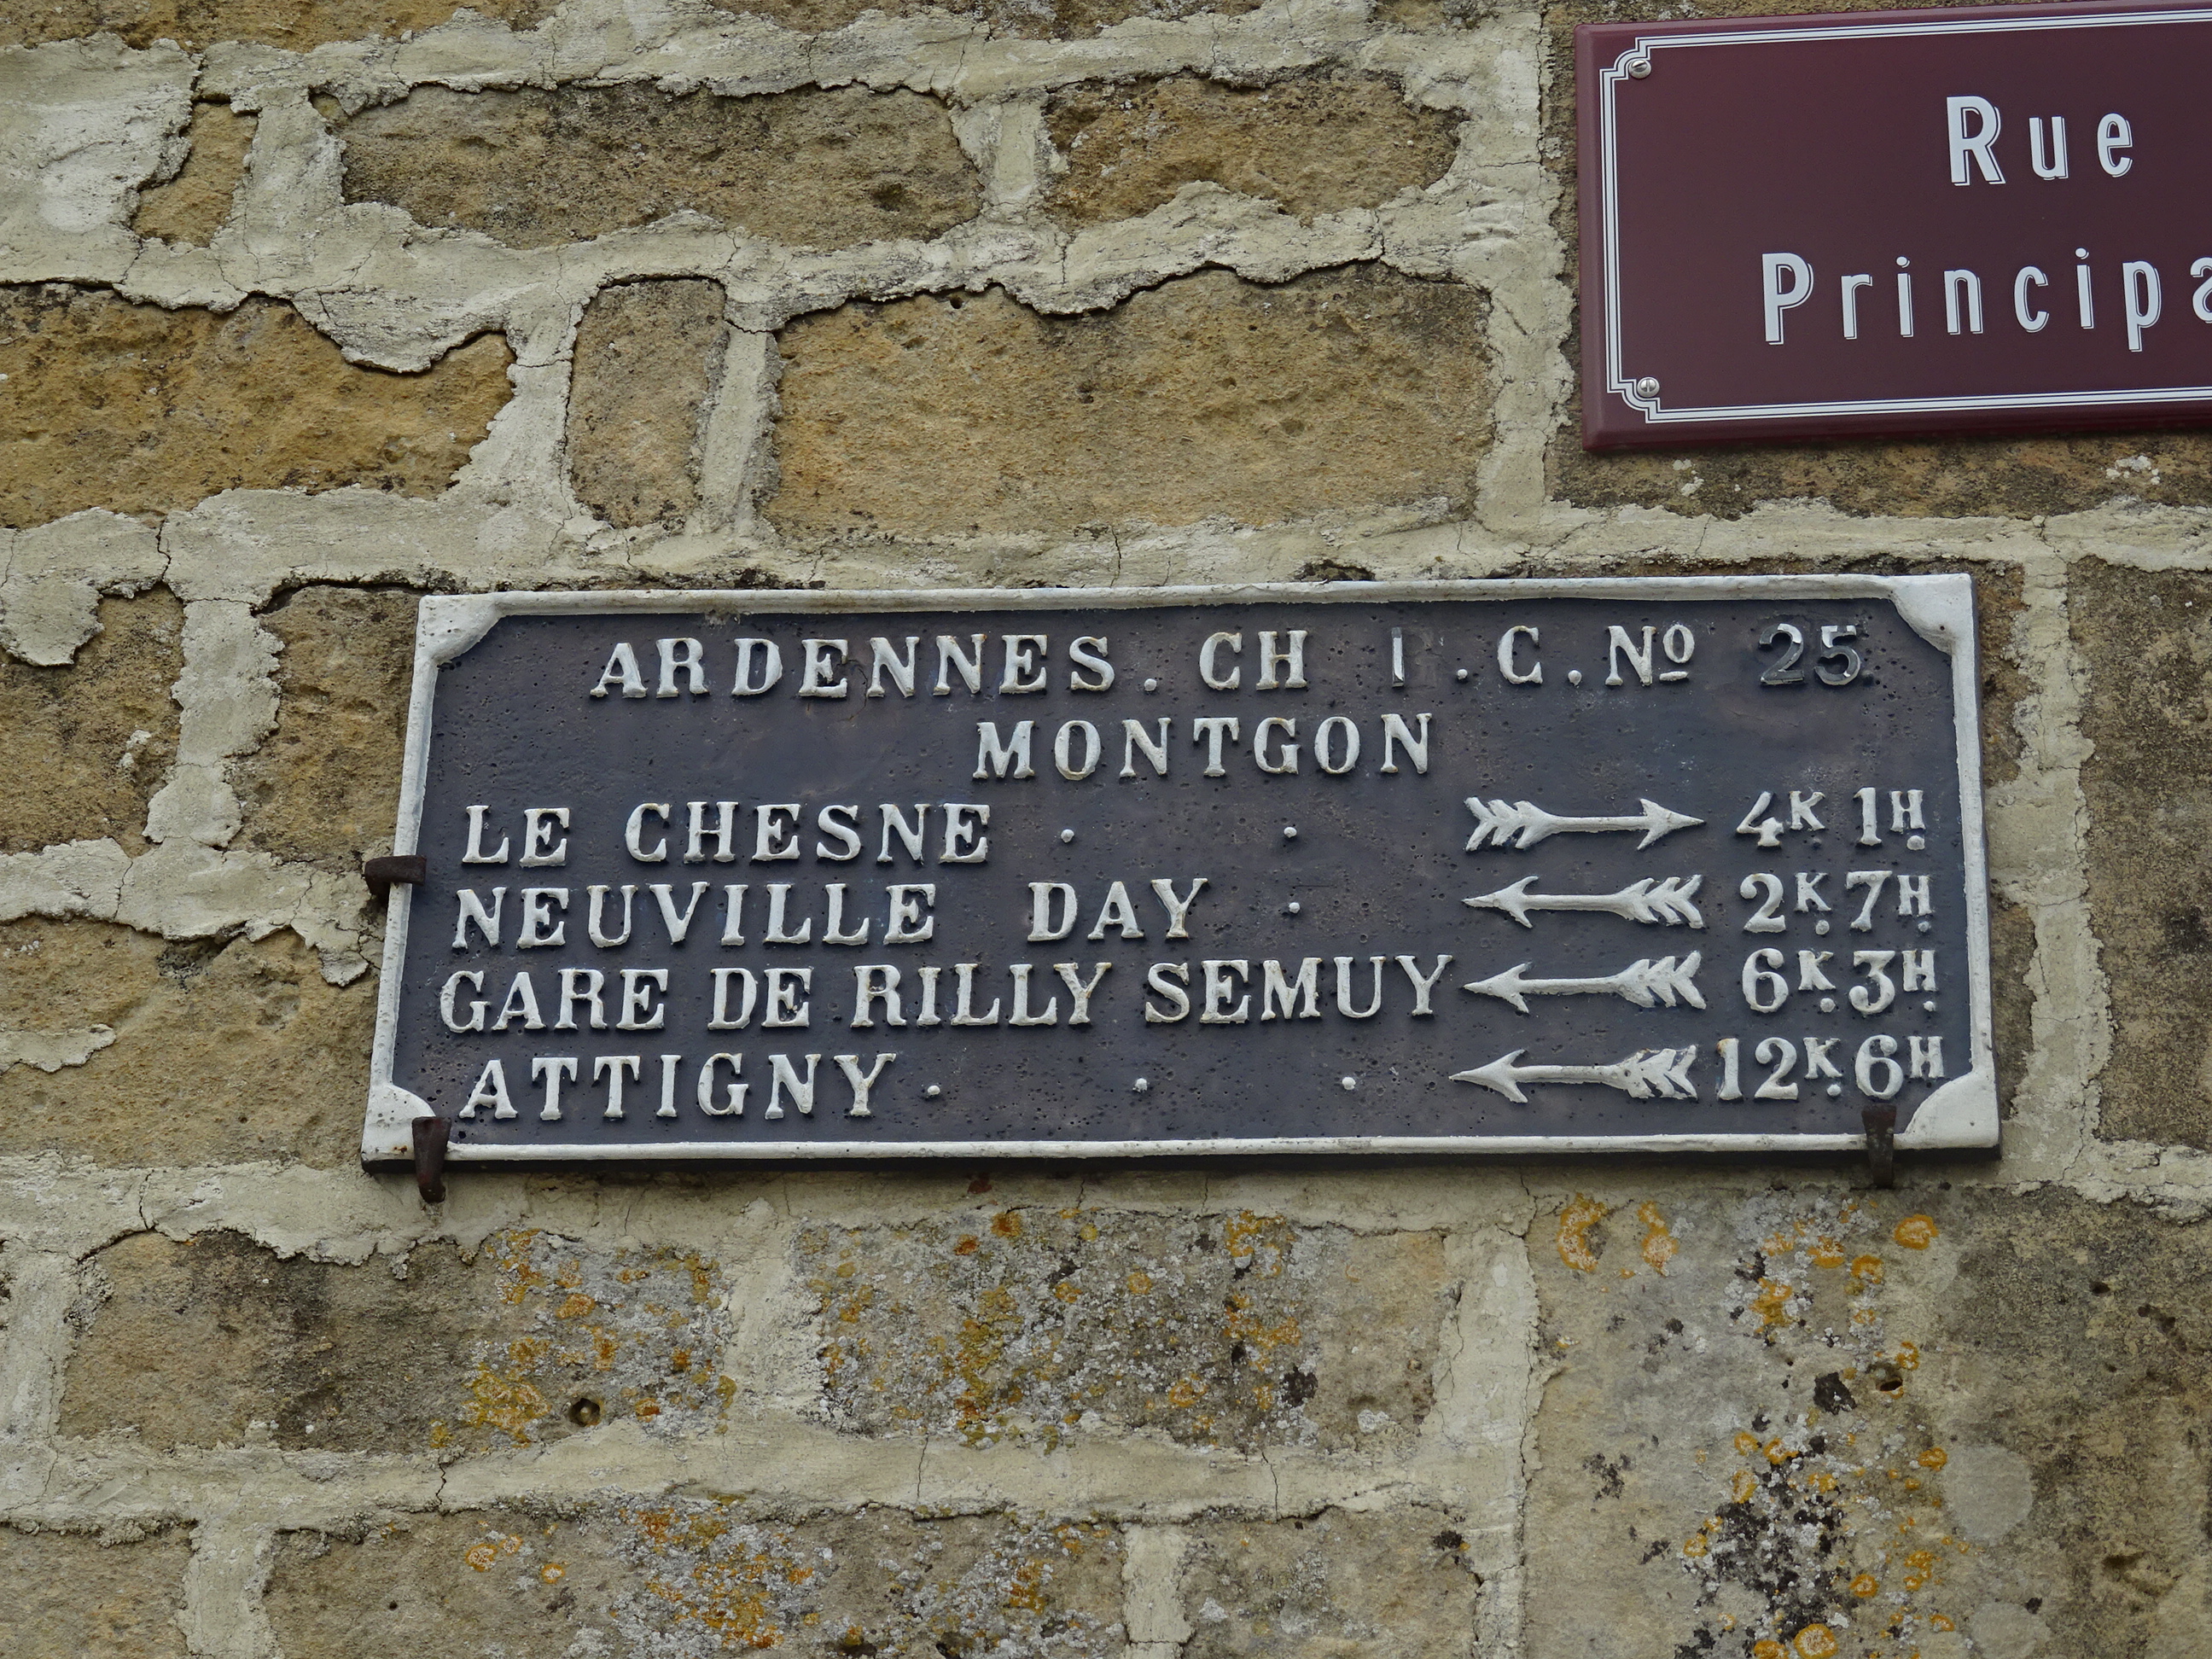 Rue
Principa
ARDENNES. CH I. C. No 25
MONTGON
LE CHESNE . . 4K 1H.
NEUVILLE DAY . 2K. 7H.
GARE DE RILLY SEMUY 6K. 3H.
ATTIGNY . . . 12K. 6H